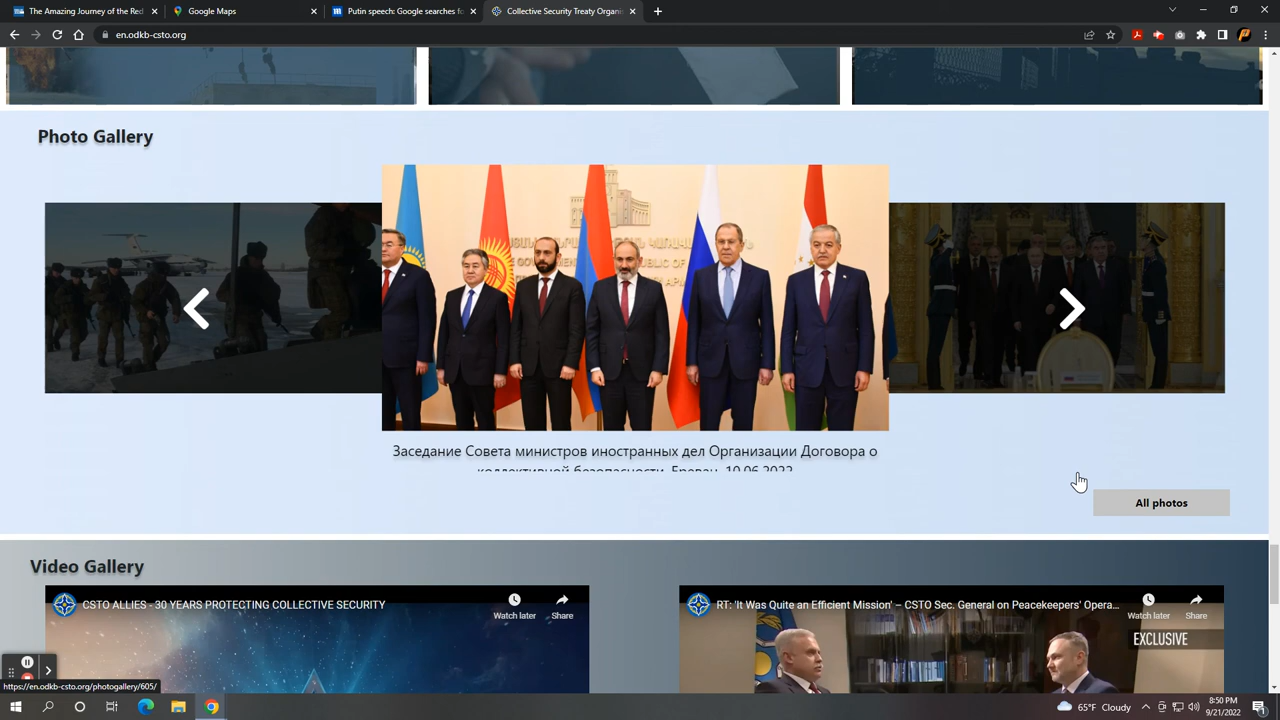 The Amazing Journey of the Red
Google Maps
Putin speech: Google searches fo
Collective Security Treaty Organis
en.odkb-csto.org
Photo Gallery
Заседание Совета министров иностранных дел Организации Договора о
коллективной безопасности. Ереван, 10.06.2022
All photos
Video Gallery
CSTO ALLIES - 30 YEARS PROTECTING COLLECTIVE SECURITY
Watch later
Share
RT: 'It Was Quite an Efficient Mission' – CSTO Sec. General on Peacekeepers' Opera...
Watch later
Share
EXCLUSIVE
https://en.odkb-csto.org/photogallery/605/
65°F Cloudy
8:50 PM
9/21/2022